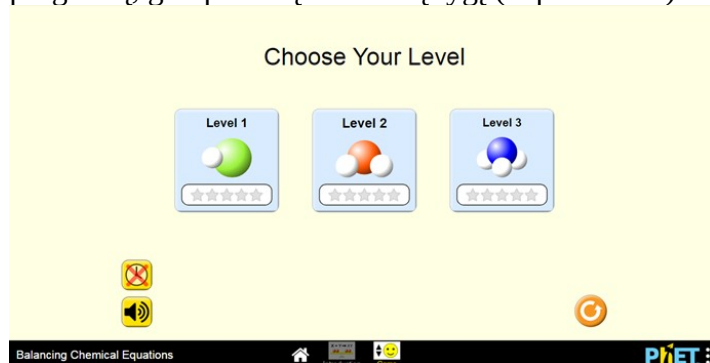 Choose Your Level
Level 1
Level 2
Level 3
Balancing Chemical Equations
PhET